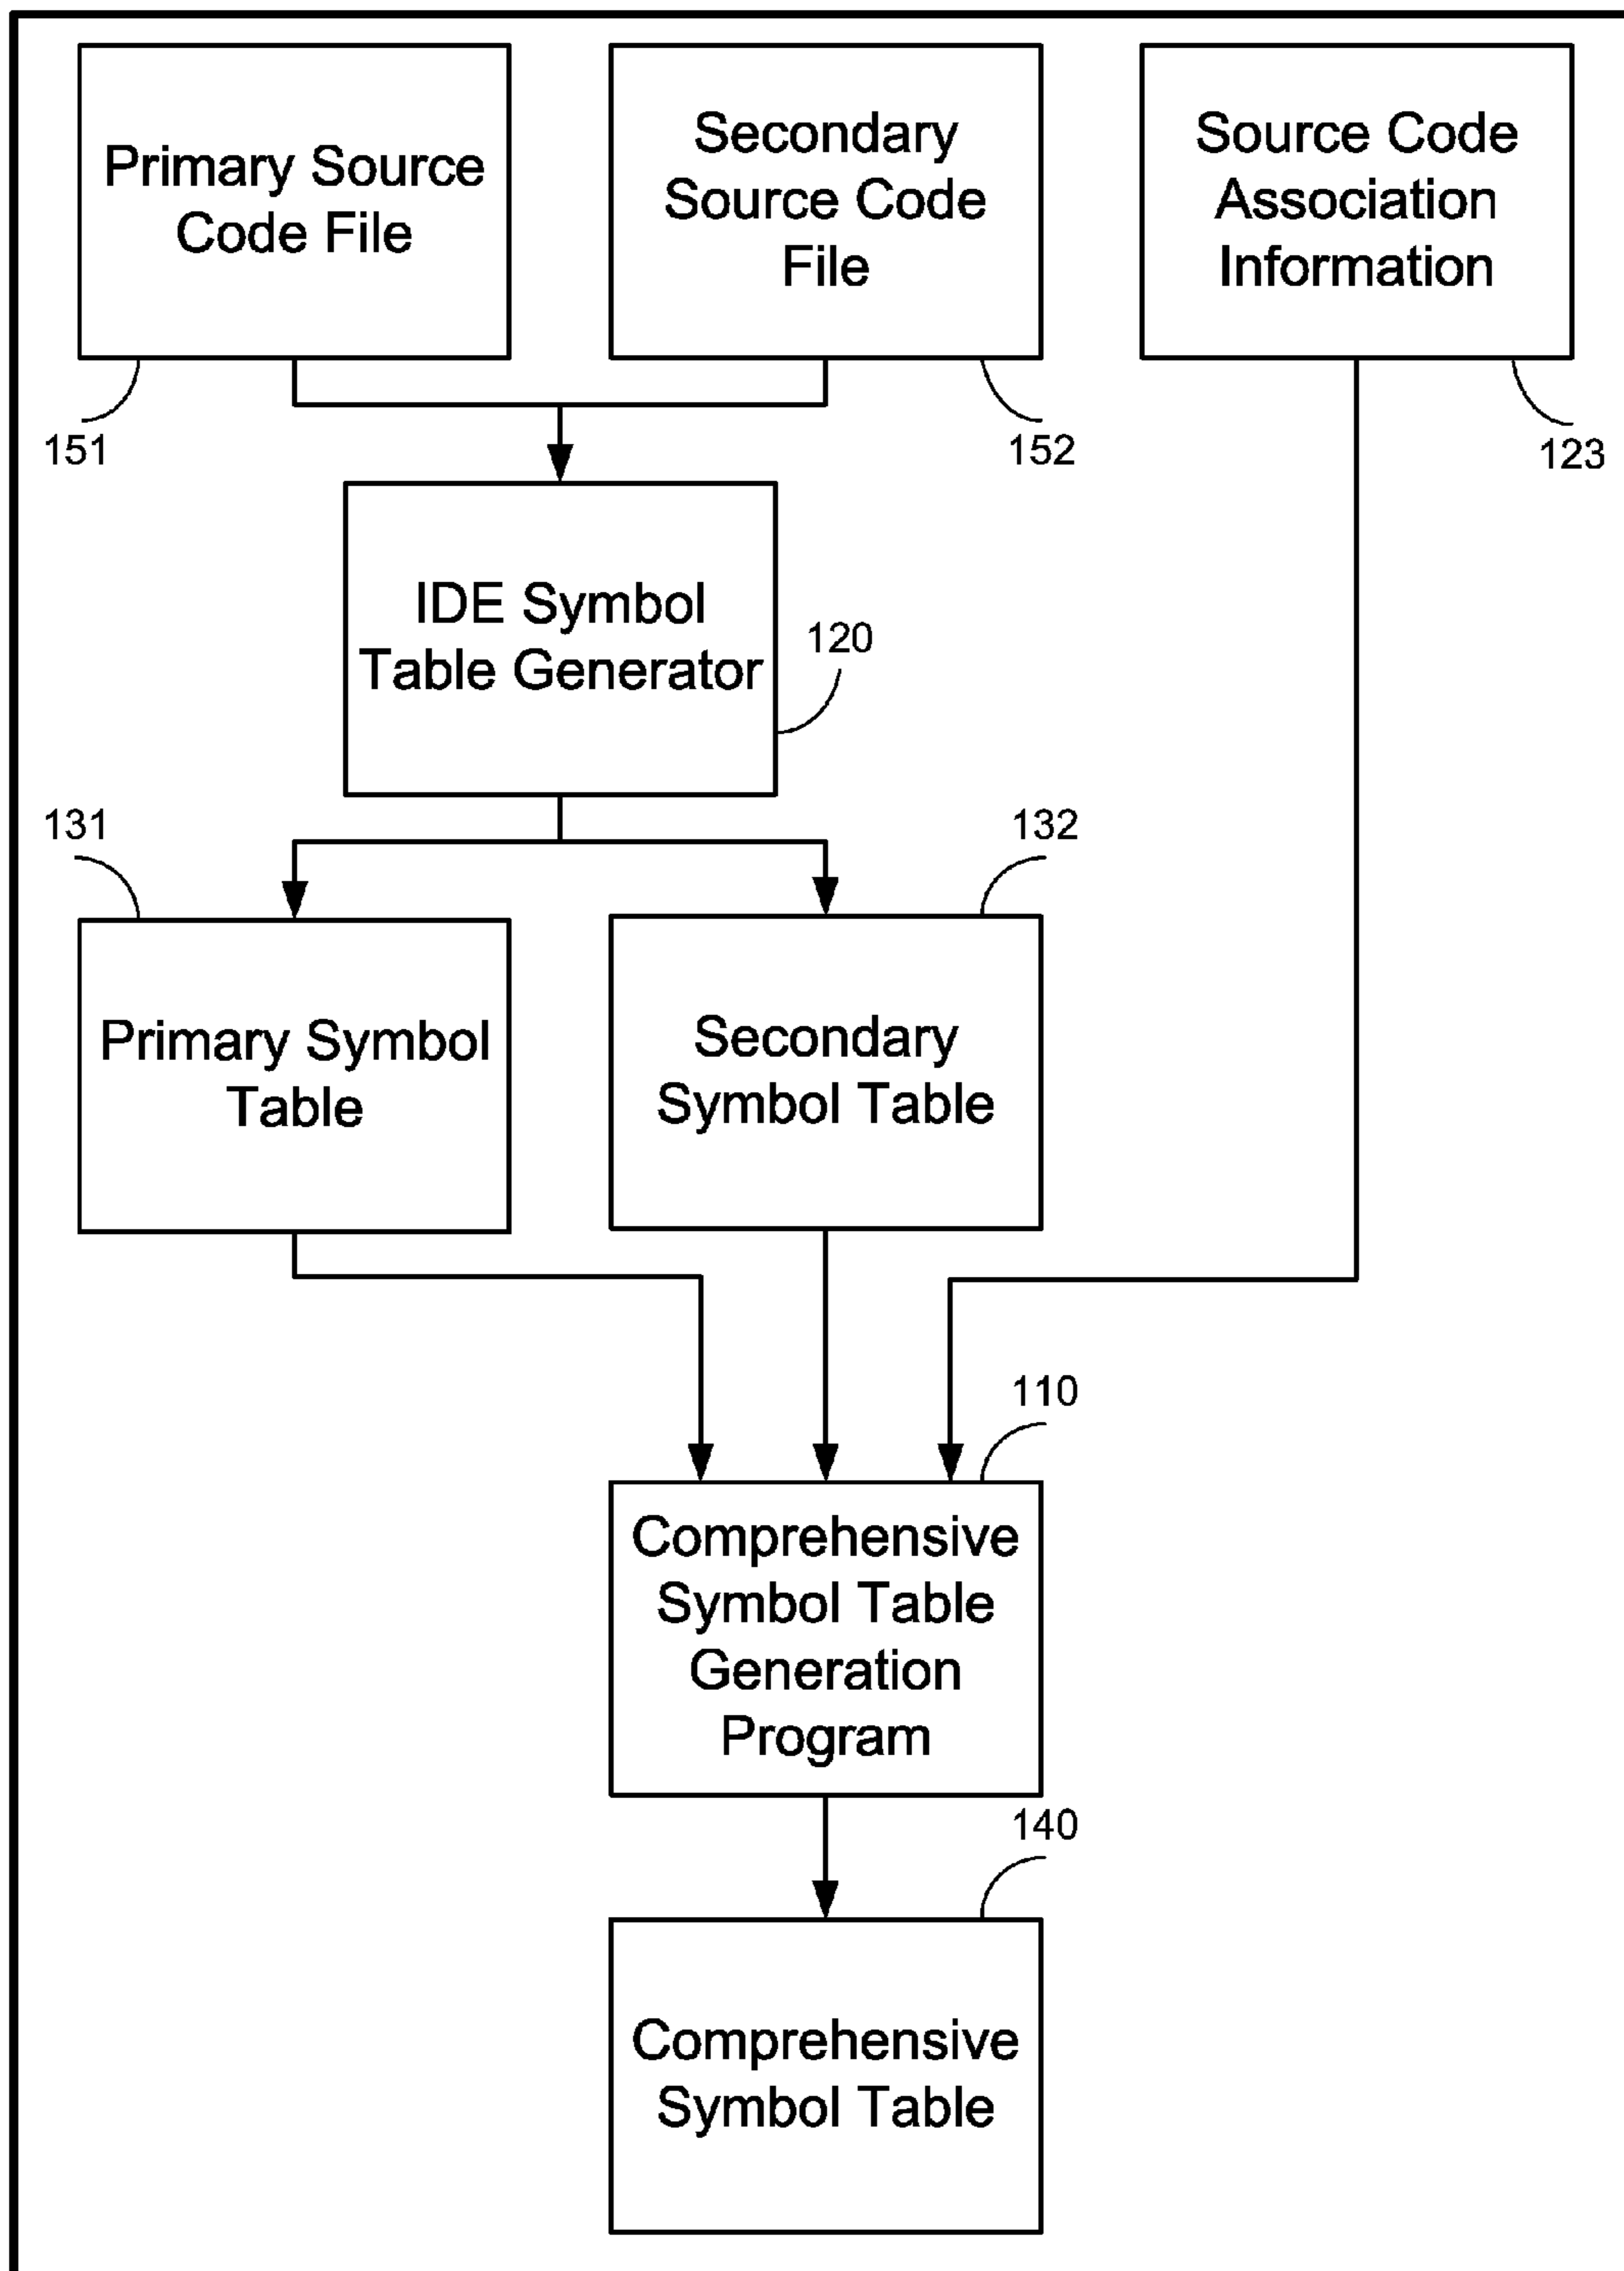 Primary Source
Code File
Secondary
Source Code
File
Source Code
Association
Information
151
152
123
IDE Symbol
Table Generator
120
131
132
Primary Symbol
Table
Secondary
Symbol Table
110
Comprehensive
Symbol Table
Generation
Program
140
Comprehensive
Symbol Table